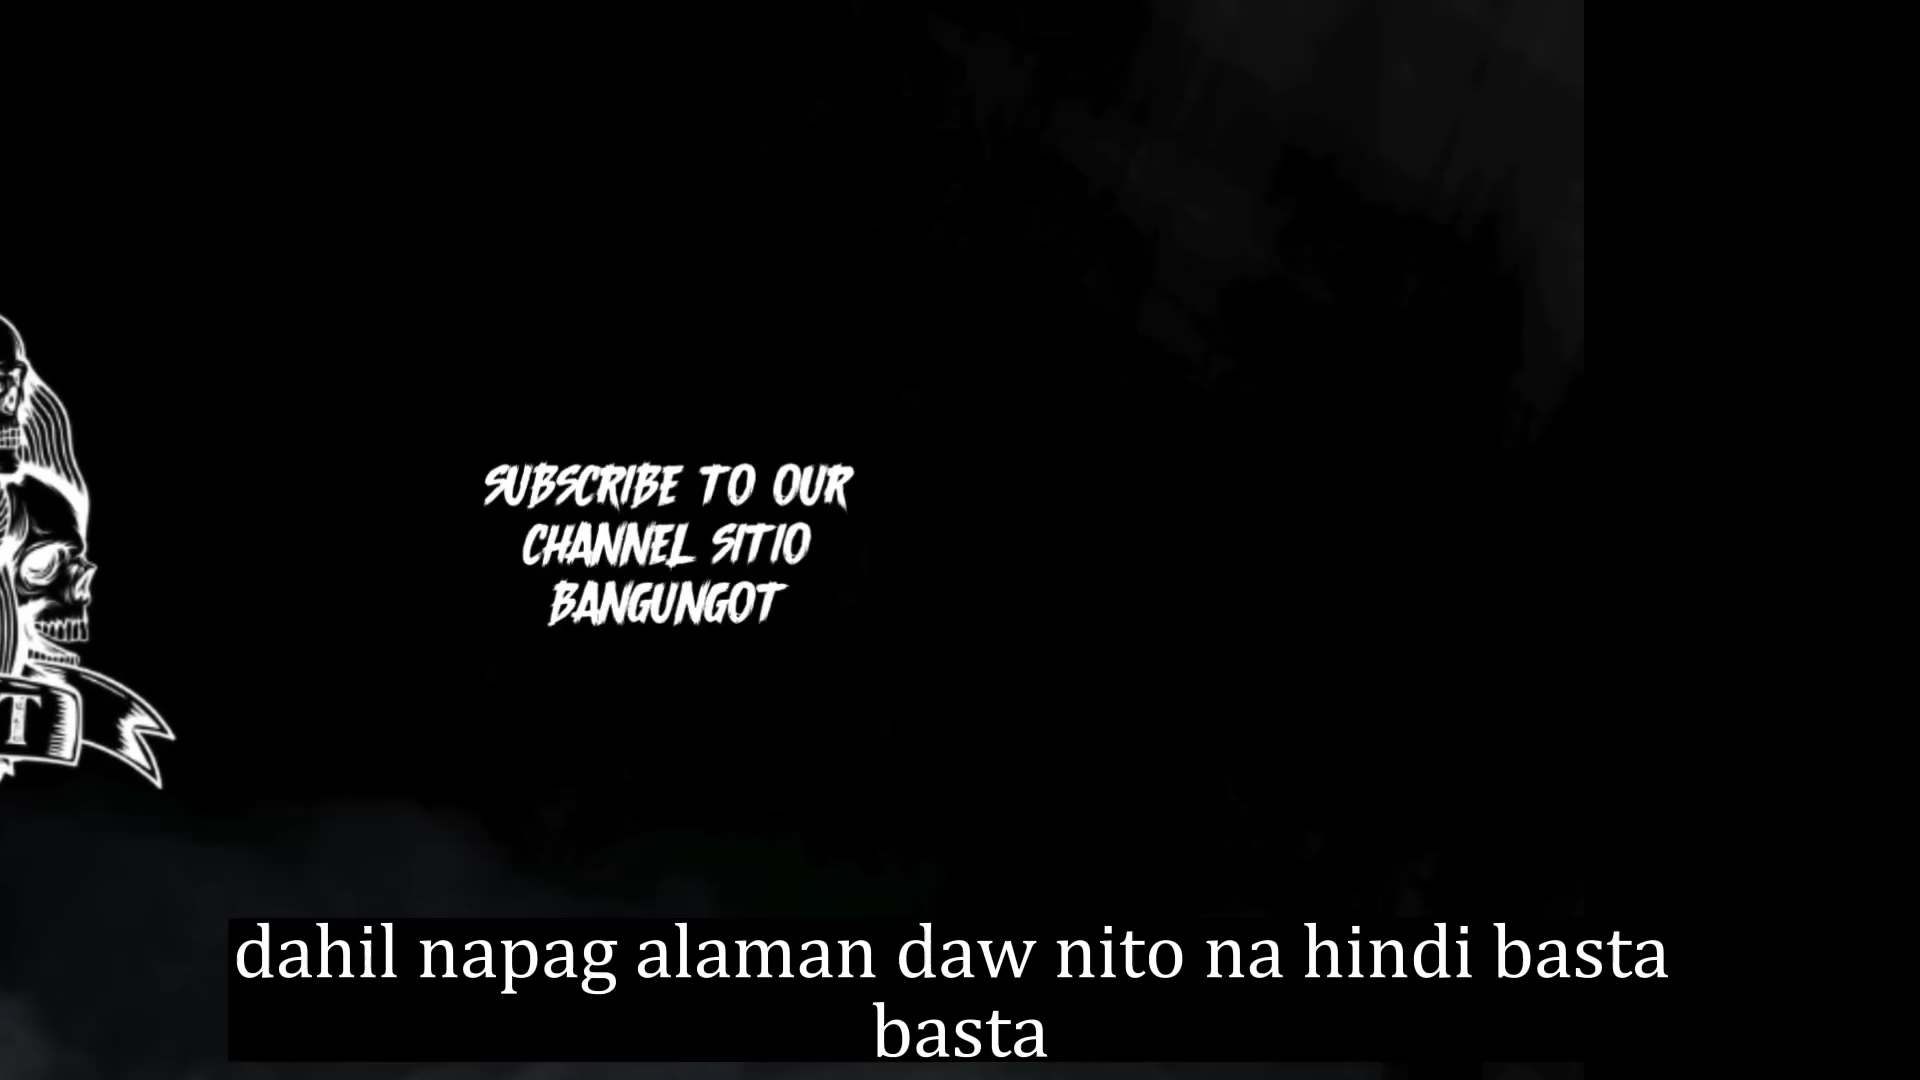 SUBSCRIBE TO OUR
CHANNEL SITIO
BANGUNGOT
T
dahil napag alaman daw nito na hindi basta
basta